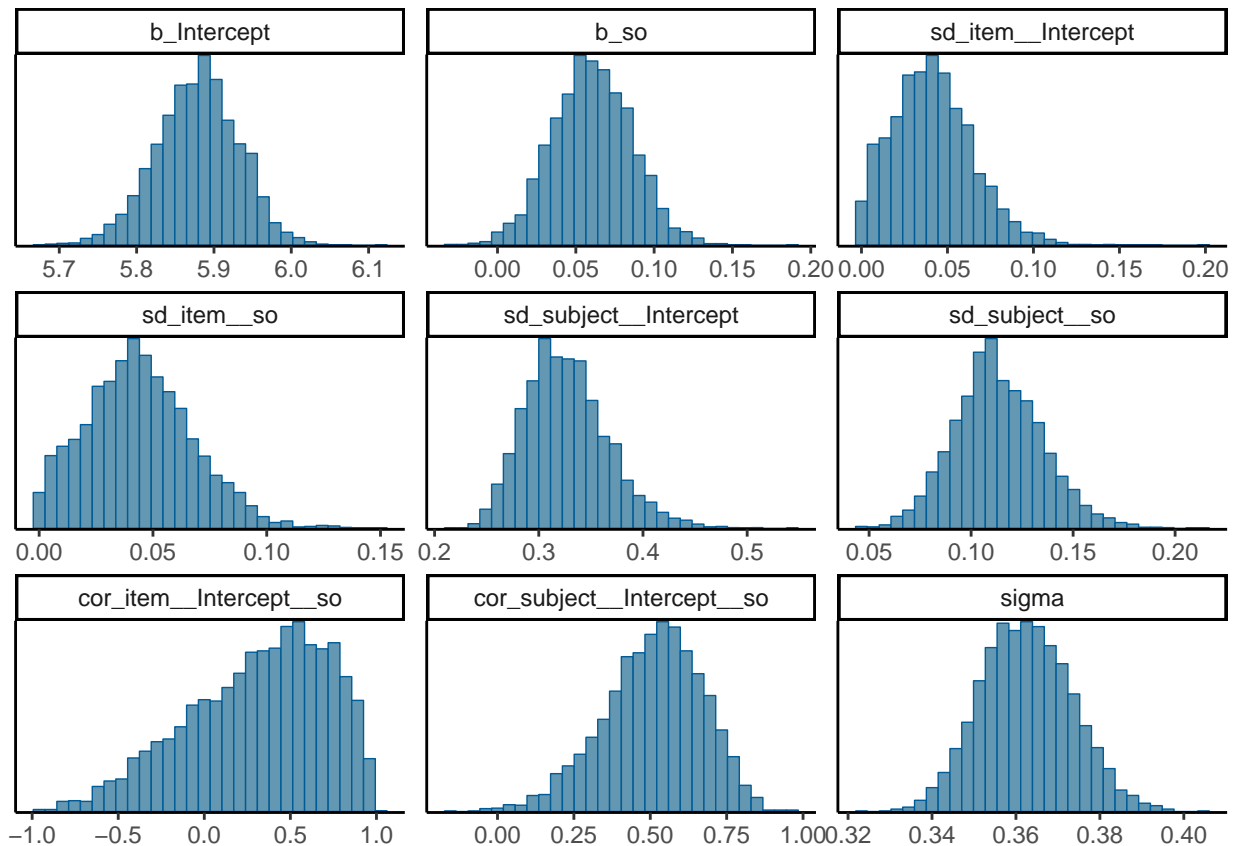 b_Intercept b_so sd_item__Intercept
5.7 5.8 5.9 6.0 6.1 0.00 0.05 0.10 0.15 0.20 0.00 0.05 0.10 0.15 0.20
sd_item__so sd_subject__Intercept sd_subject__so
0.00 0.05 0.10 0.15 0.2 0.3 0.4 0.5 0.05 0.10 0.15 0.20
cor_item__Intercept__so cor_subject__Intercept__so sigma
−1.0 −0.5 0.0 0.5 1.0 0.00 0.25 0.50 0.75 1.00 0.32 0.34 0.36 0.38 0.40